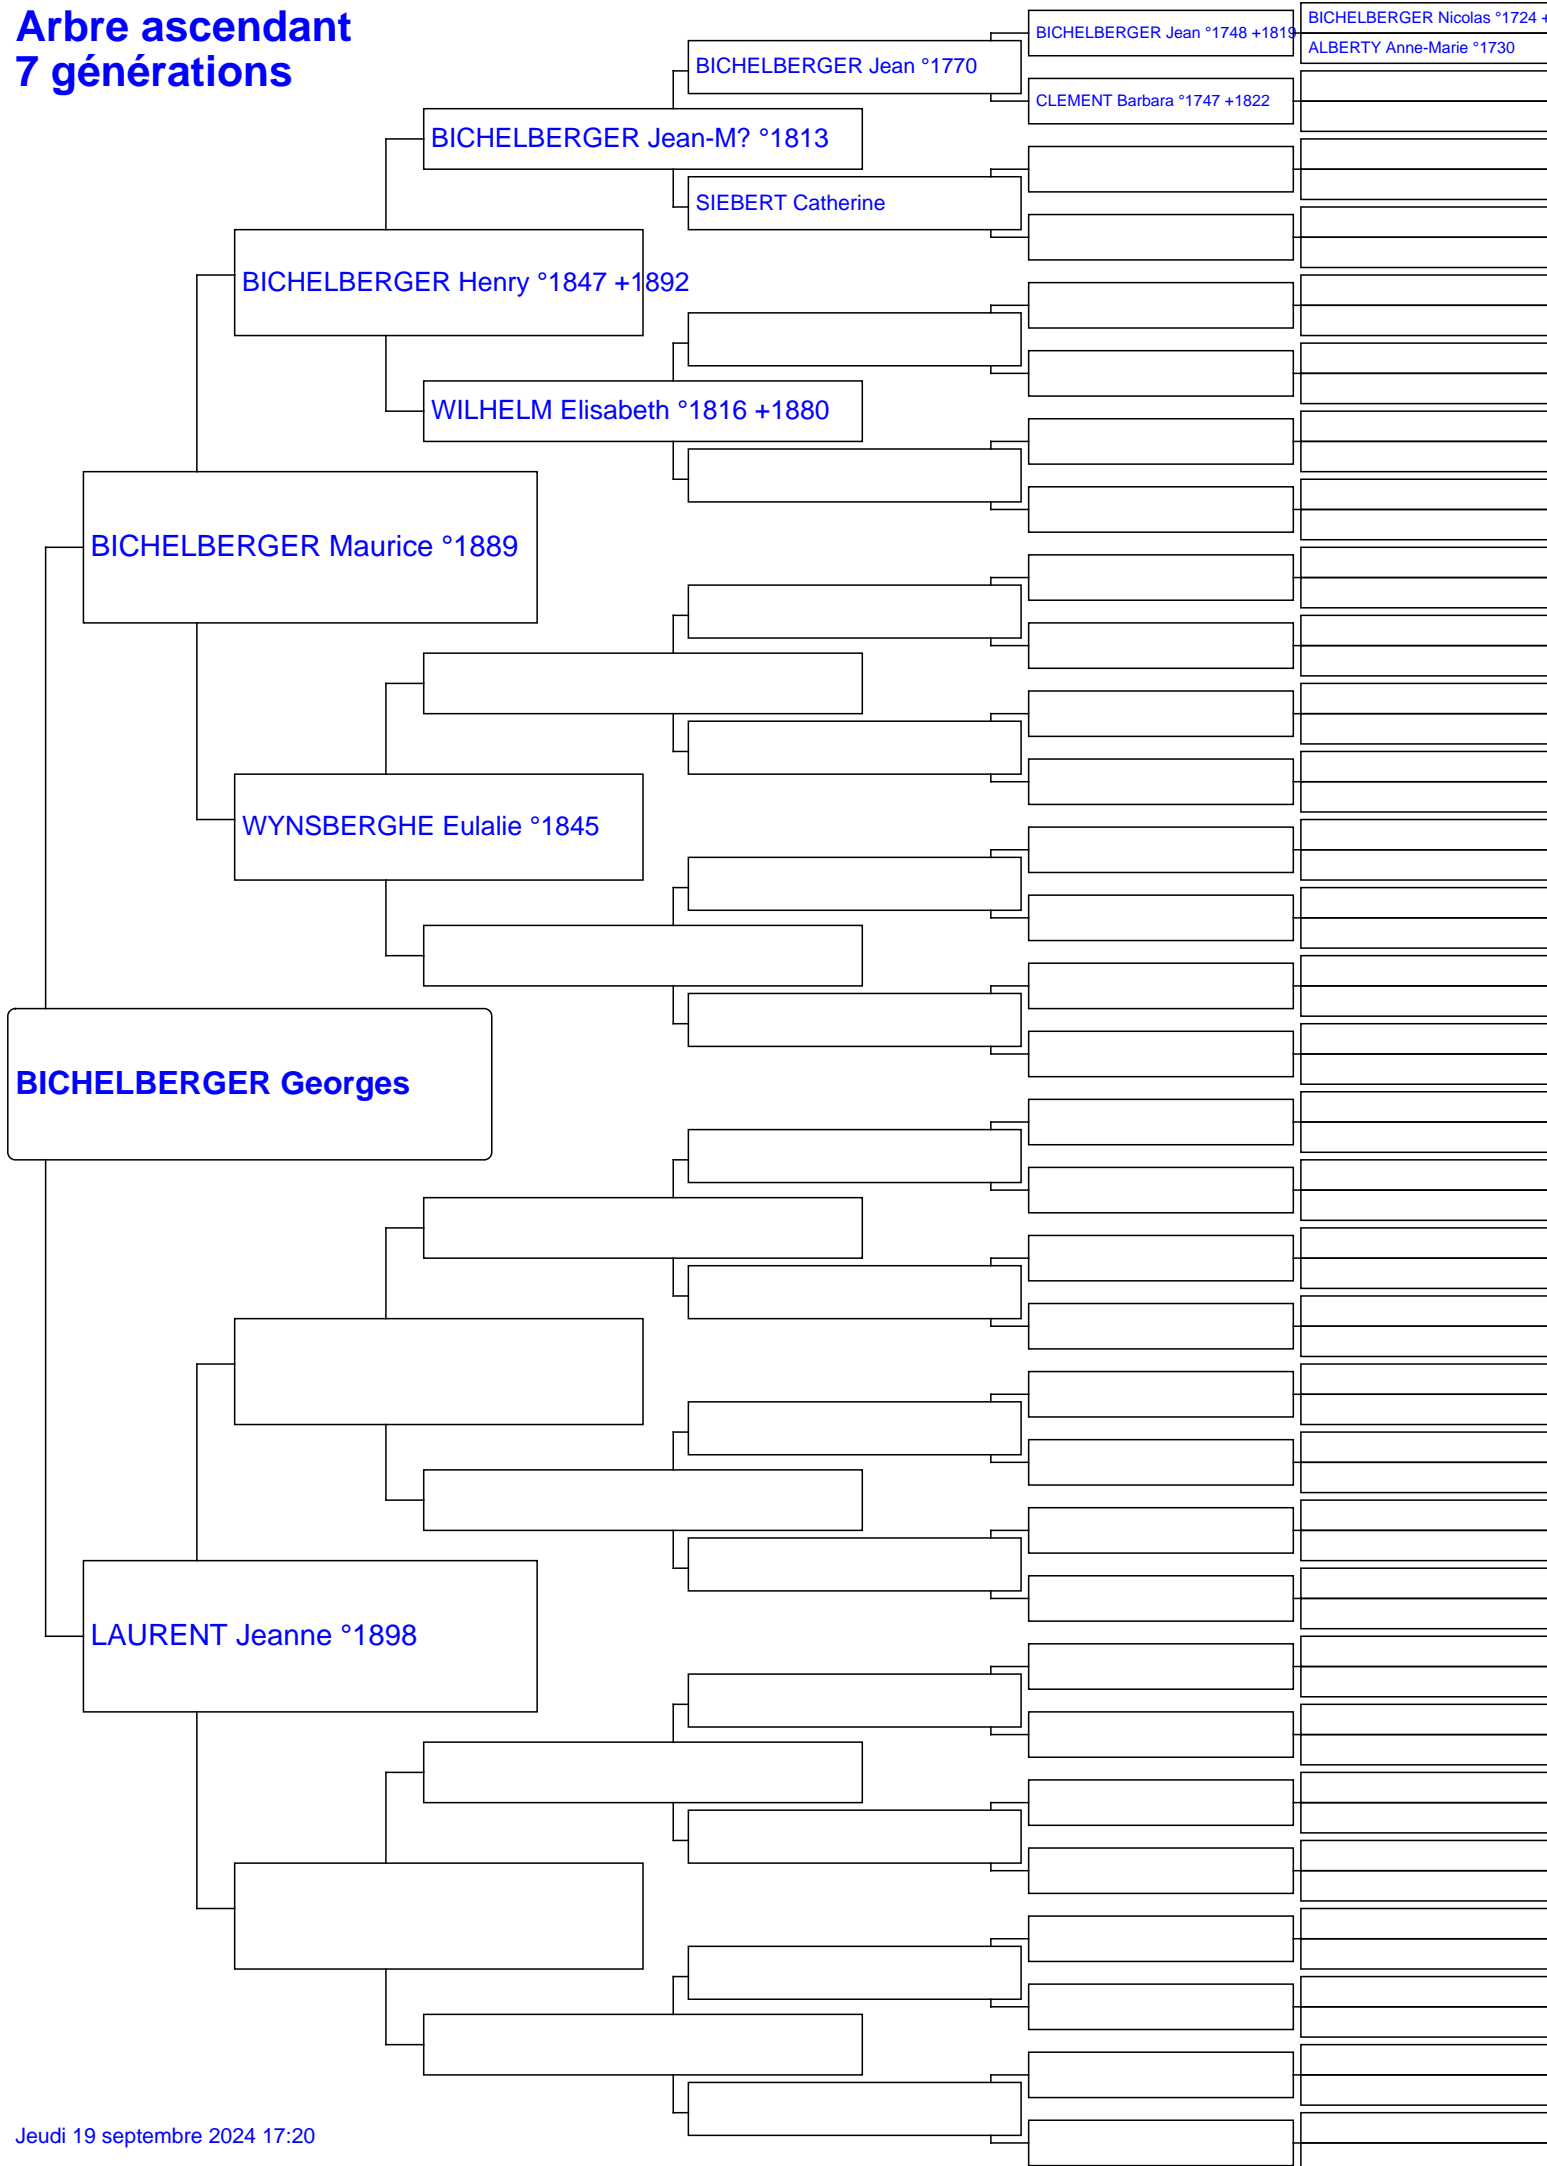 Arbre ascendant
7 générations
BICHELBERGER Nicolas °1724 +
BICHELBERGER Jean °1748 +1819
ALBERTY Anne-Marie °1730
BICHELBERGER Jean °1770
CLEMENT Barbara °1747 +1822
BICHELBERGER Jean-M? °1813
SIEBERT Catherine
BICHELBERGER Henry °1847 +1892
WILHELM Elisabeth °1816 +1880
BICHELBERGER Maurice °1889
WYNSBERGHE Eulalie °1845
BICHELBERGER Georges
LAURENT Jeanne °1898
Jeudi 19 septembre 2024 17:20